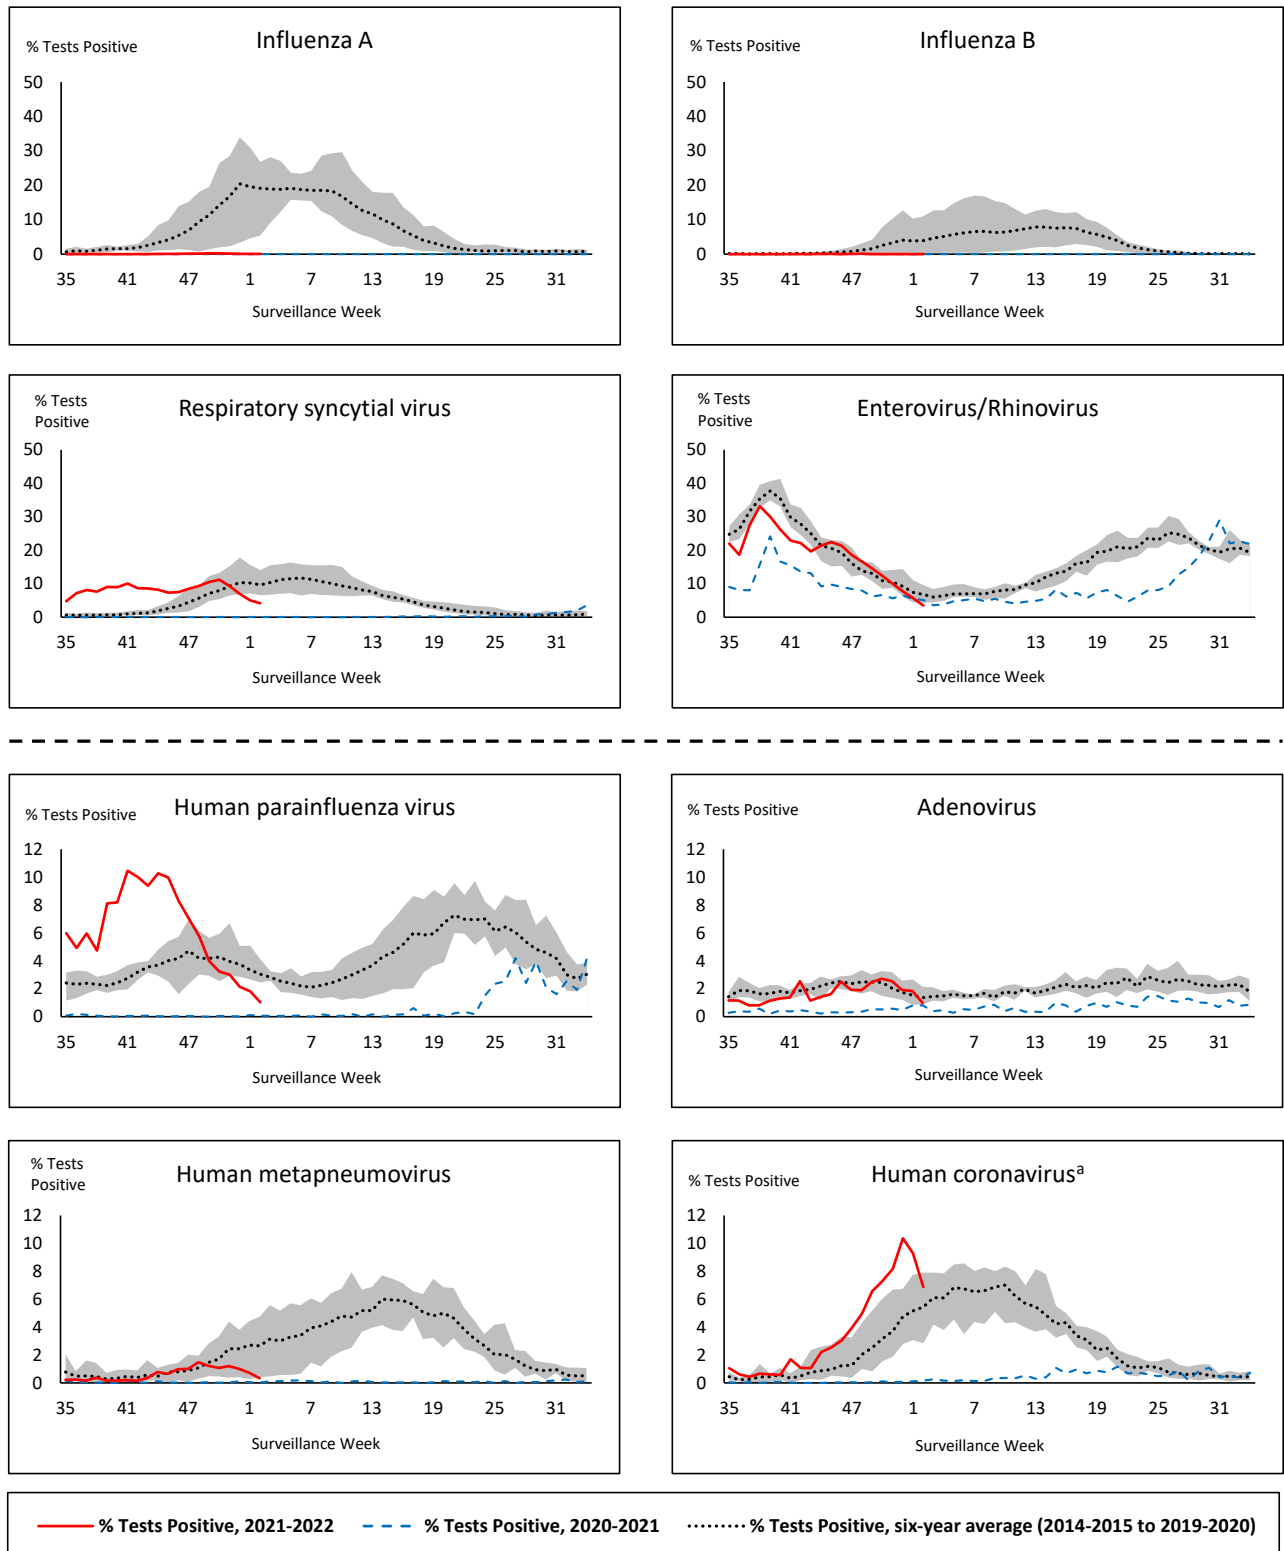 Influenza A
% Tests Positive
50
40
30
20
10
0
35 41 47 1 7 13 19 25 31
Surveillance Week
Influenza B
% Tests Positive
50
40
30
20
10
0
35 41 47 1 7 13 19 25 31
Surveillance Week
Respiratory syncytial virus
% Tests
Positive
50
40
30
20
10
0
35 41 47 1 7 13 19 25 31
Surveillance Week
Enterovirus/Rhinovirus
% Tests
Positive
50
40
30
20
10
0
35 41 47 1 7 13 19 25 31
Surveillance Week
Human parainfluenza virus
% Tests Positive
12
10
8
6
4
2
0
35 41 47 1 7 13 19 25 31
Surveillance Week
Adenovirus
% Tests Positive
12
10
8
6
4
2
0
35 41 47 1 7 13 19 25 31
Surveillance Week
Human metapneumovirus
% Tests
Positive
12
10
8
6
4
2
0
35 41 47 1 7 13 19 25 31
Surveillance Week
Human coronavirusᵃ
% Tests Positive
12
10
8
6
4
2
0
35 41 47 1 7 13 19 25 31
Surveillance Week
% Tests Positive, 2021-2022 % Tests Positive, 2020-2021 % Tests Positive, six-year average (2014-2015 to 2019-2020)